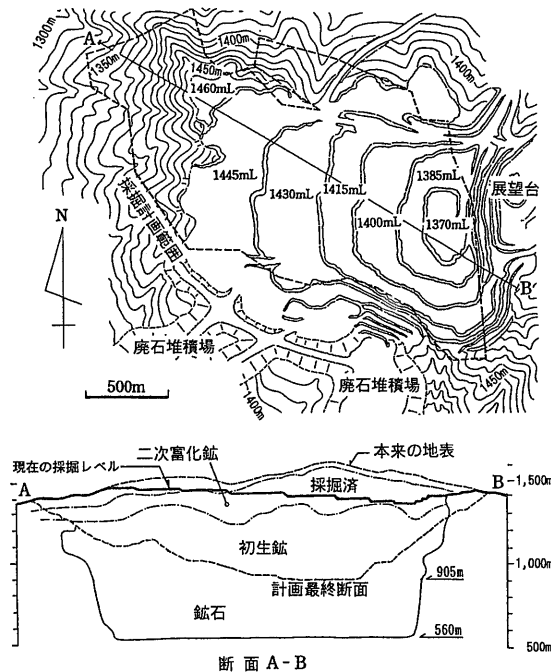 1300m
A
1350m
1400m
1450m
1460mL
1400m
1445mL
1430mL
1415mL
1400mL
1385mL
1370mL
展望台
採掘計画範囲
N
B
廃石堆積場
廃石堆積場
500m
1400m
1450m
二次富化鉱
本来の地表
現在の採掘レベル
採掘済
A
B
1,500m
初生鉱
1,000m
計画最終断面
905m
鉱石
560m
500m
断面 A-B